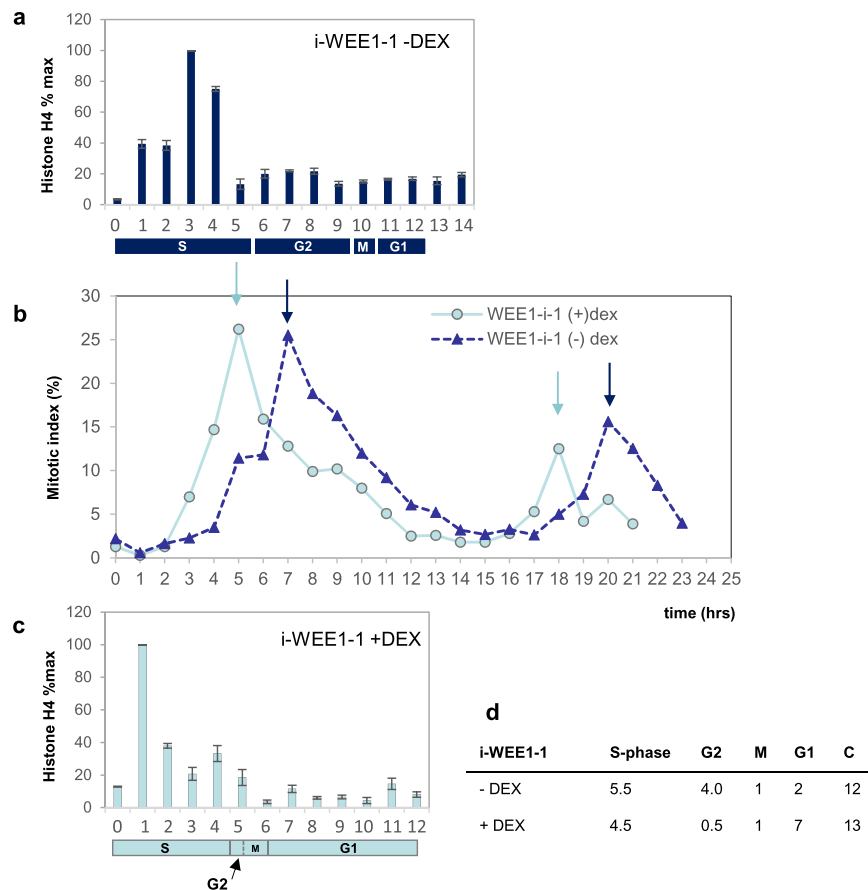 a
i-WEE1-1 -DEX
Histone H4 % max
120
100
80
60
40
20
0
0 1 2 3 4 5 6 7 8 9 10 11 12 13 14
S G2 M G1
b
WEE1-i-1 (+)dex
WEE1-i-1 (-) dex
Mitotic index (%)
30
25
20
15
10
5
0
0 1 2 3 4 5 6 7 8 9 10 11 12 13 14 15 16 17 18 19 20 21 22 23 24 25
time (hrs)
c
i-WEE1-1 +DEX
Histone H4 %max
120
100
80
60
40
20
0
0 1 2 3 4 5 6 7 8 9 10 11 12
S M G1
G2
d
i-WEE1-1 S-phase G2 M G1 C
- DEX 5.5 4.0 1 2 12
+ DEX 4.5 0.5 1 7 13